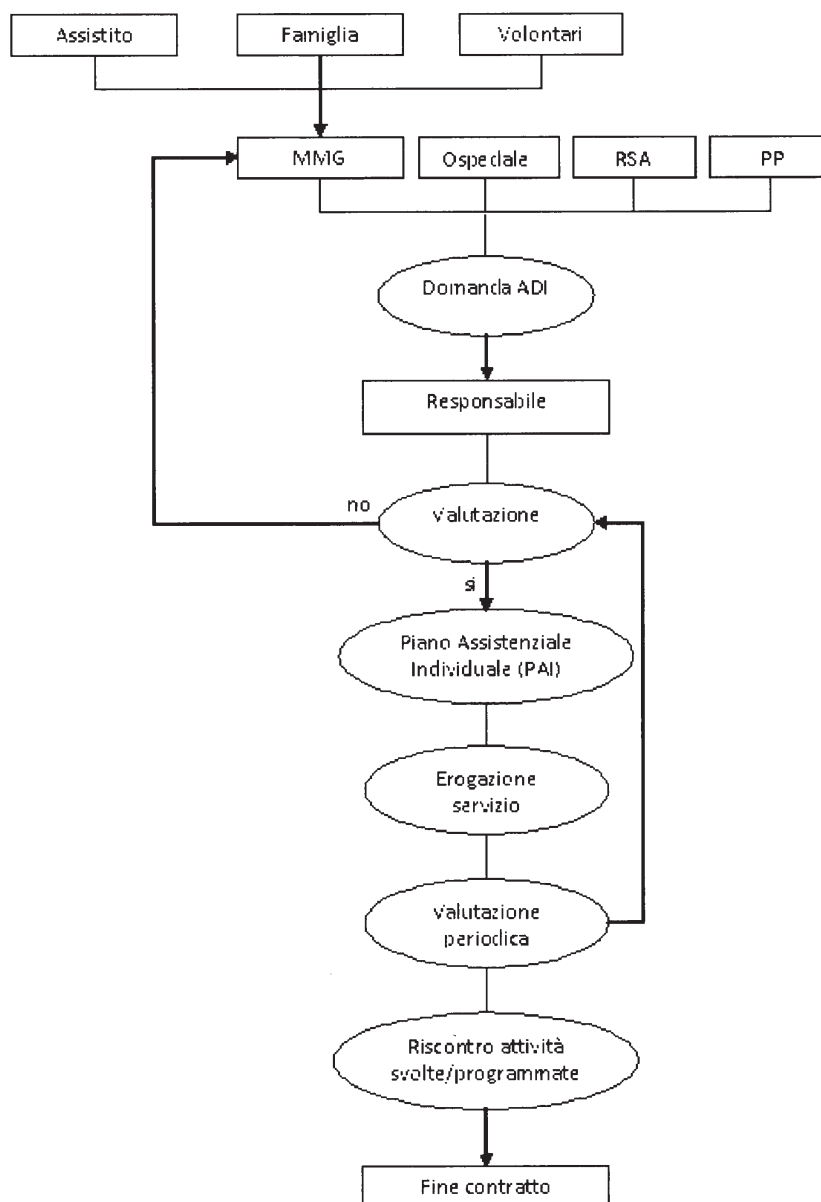 Assistito
Famiglia
Volontari
MMG
Ospedale
RSA
PP
Domanda ADI
Responsabile
no
Valutazione
si
Piano Assistenziale
Individuale (PAI)
Erogazione
servizio
Valutazione
periodica
Riscontro attività
svolte/programmate
Fine contratto